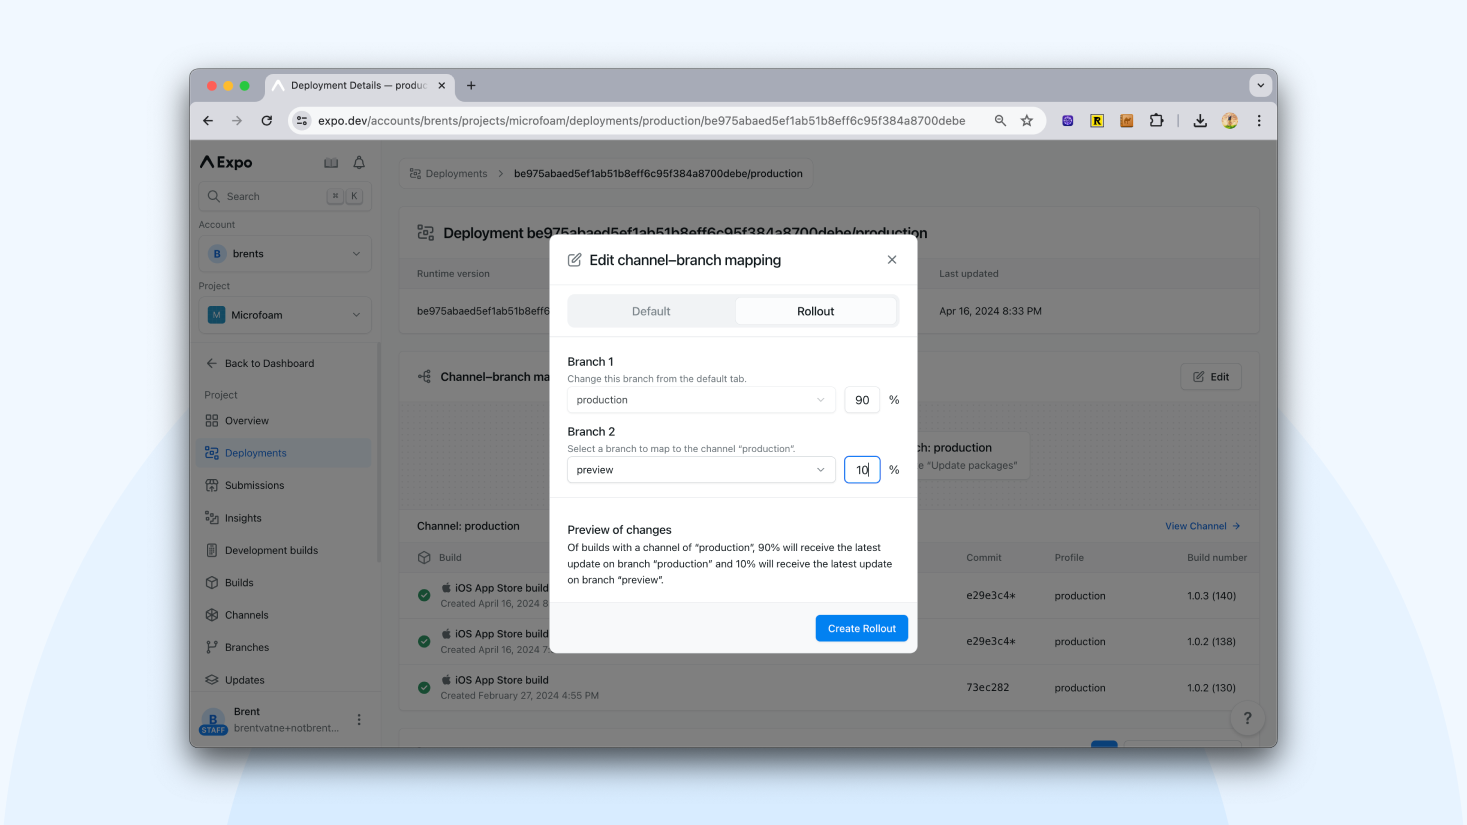 Deployment Details — produc
expo.dev/accounts/brents/projects/microfoam/deployments/production/be975abaed5ef1ab51b8eff6c95f384a8700debe
R
Expo
Search
⌘ K
Account
B brents
Project
M Microfoam
Back to Dashboard
Project
Overview
Deployments
Submissions
Insights
Development builds
Builds
Channels
Branches
Updates
B
STAFF
Brent
brentvatne+notbrent...
Deployments
be975abaed5ef1ab51b8eff6c95f384a8700debe/production
Deployment be975abaed5ef1ab51b8eff6c95f384a8700debe/production
Runtime version
Last updated
be975abaed5ef1ab51b8eff6
Apr 16, 2024 8:33 PM
Channel–branch ma
Edit
ch: production
e "Update packages"
Channel: production
View Channel →
Build
Commit
Profile
Build number
iOS App Store build
Created April 16, 2024 8
e29e3c4*
production
1.0.3 (140)
iOS App Store build
Created April 16, 2024 7:
e29e3c4*
production
1.0.2 (138)
iOS App Store build
Created February 27, 2024 4:55 PM
73ec282
production
1.0.2 (130)
?
Edit channel–branch mapping
Default
Rollout
Branch 1
Change this branch from the default tab.
production
90 %
Branch 2
Select a branch to map to the channel “production”.
preview
10 %
Preview of changes
Of builds with a channel of “production”, 90% will receive the latest
update on branch “production” and 10% will receive the latest update
on branch “preview”.
Create Rollout